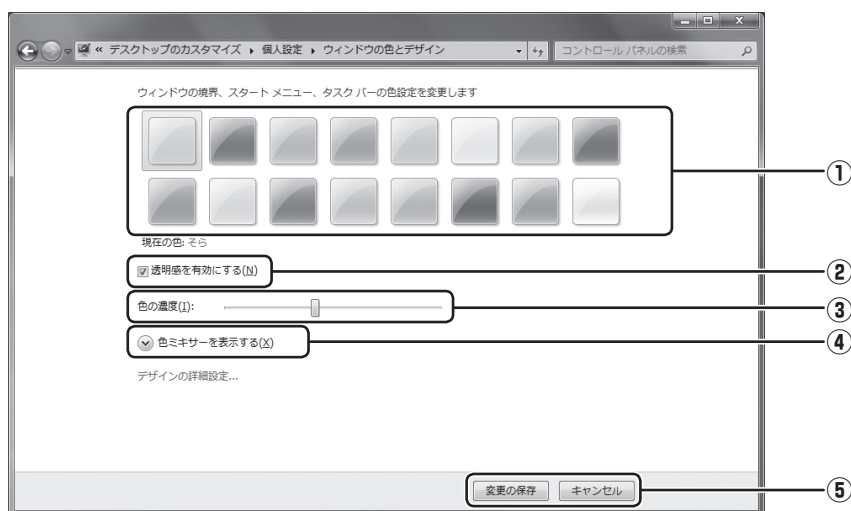 « デスクトップのカスタマイズ ▸ 個人設定 ▸ ウィンドウの色とデザイン コントロール パネルの検索
ウィンドウの境界、スタート メニュー、タスク バーの色設定を変更します
①
現在の色: そら
透明感を有効にする(N) ②
色の濃度(I): ③
色ミキサーを表示する(X) ④
デザインの詳細設定...
変更の保存 キャンセル ⑤